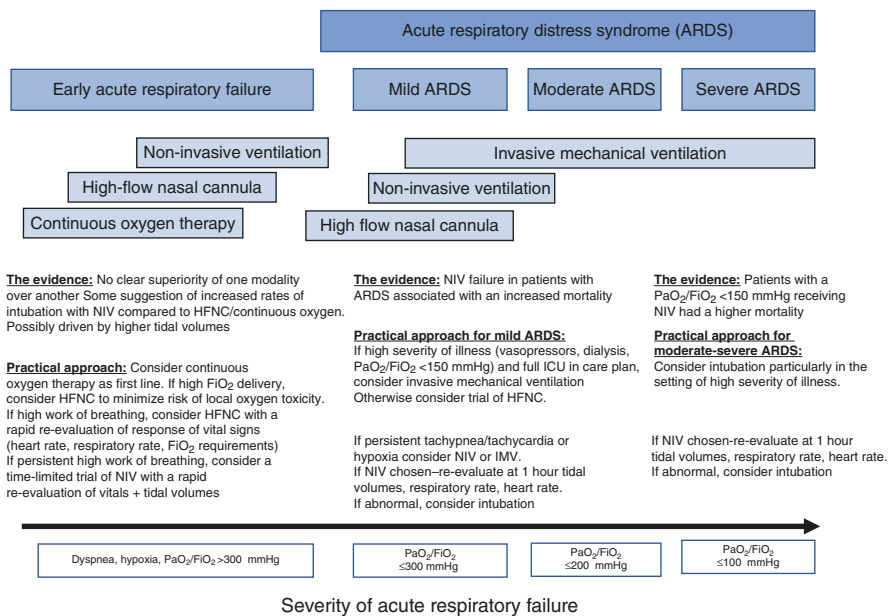 Acute respiratory distress syndrome (ARDS)
Early acute respiratory failure
Mild ARDS
Moderate ARDS
Severe ARDS
Non-invasive ventilation
High-flow nasal cannula
Continuous oxygen therapy
Invasive mechanical ventilation
Non-invasive ventilation
High flow nasal cannula
The evidence: No clear superiority of one modality
over another Some suggestion of increased rates of
intubation with NIV compared to HFNC/continuous oxygen.
Possibly driven by higher tidal volumes
Practical approach: Consider continuous
oxygen therapy as first line. If high FiO₂ delivery,
consider HFNC to minimize risk of local oxygen toxicity.
If high work of breathing, consider HFNC with a
rapid re-evaluation of response of vital signs
(heart rate, respiratory rate, FiO₂ requirements)
If persistent high work of breathing, consider a
time-limited trial of NIV with a rapid
re-evaluation of vitals + tidal volumes
The evidence: NIV failure in patients with
ARDS associated with an increased mortality
Practical approach for mild ARDS:
If high severity of illness (vasopressors, dialysis,
PaO₂/FiO₂ <150 mmHg) and full ICU in care plan,
consider invasive mechanical ventilation
Otherwise consider trial of HFNC.
If persistent tachypnea/tachycardia or
hypoxia consider NIV or IMV.
If NIV chosen–re-evaluate at 1 hour tidal
volumes, respiratory rate, heart rate.
If abnormal, consider intubation
The evidence: Patients with a
PaO₂/FiO₂ <150 mmHg receiving
NIV had a higher mortality
Practical approach for
moderate-severe ARDS:
Consider intubation particularly in the
setting of high severity of illness.
If NIV chosen-re-evaluate at 1 hour
tidal volumes, respiratory rate, heart rate.
If abnormal, consider intubation
Dyspnea, hypoxia, PaO₂/FiO₂ >300 mmHg
PaO₂/FiO₂
≤300 mmHg
PaO₂/FiO₂
≤200 mmHg
PaO₂/FiO₂
≤100 mmHg
Severity of acute respiratory failure